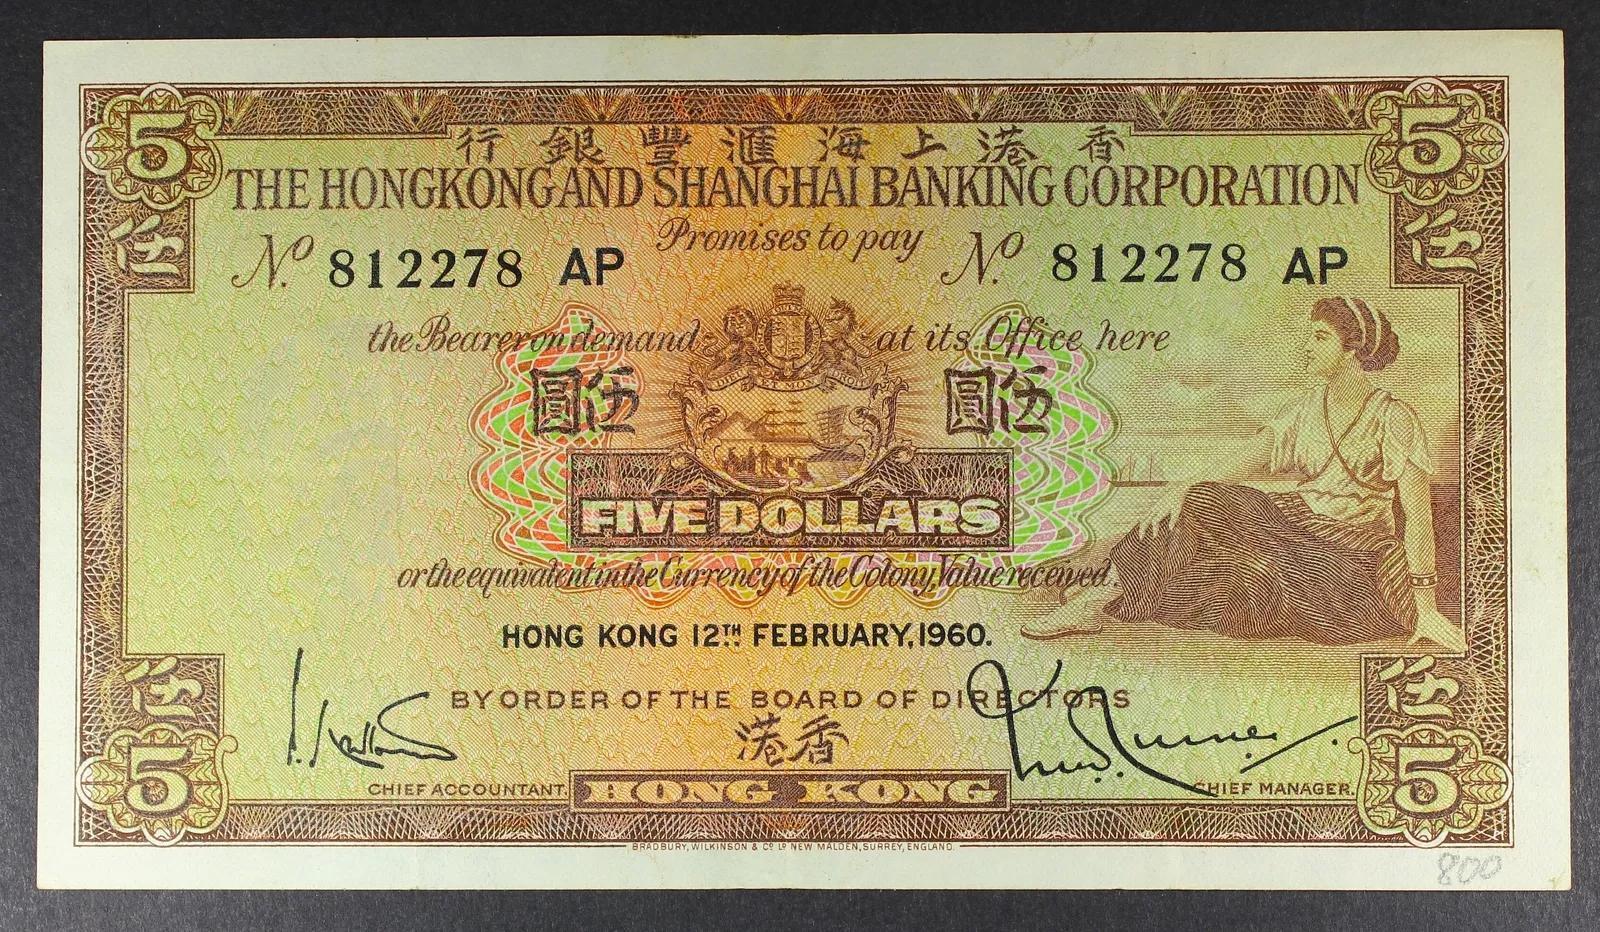 5 5
行銀豐滙海上港香
THE HONGKONG AND SHANGHAI BANKING CORPORATION
伍 伍
Promises to pay
No. 812278 AP No. 812278 AP
the Bearer on demand at its Office here
DIEU ET MON DROIT
圓伍 圓伍
FIVE DOLLARS
or the equivalent in the Currency of the Colony, Value received.
HONG KONG 12TH FEBRUARY, 1960.
伍 伍
BY ORDER OF THE BOARD OF DIRECTORS
港香
5 5
CHIEF ACCOUNTANT. HONG KONG CHIEF MANAGER.
BRADBURY, WILKINSON & Co. Ld. NEW MALDEN, SURREY, ENGLAND.
800